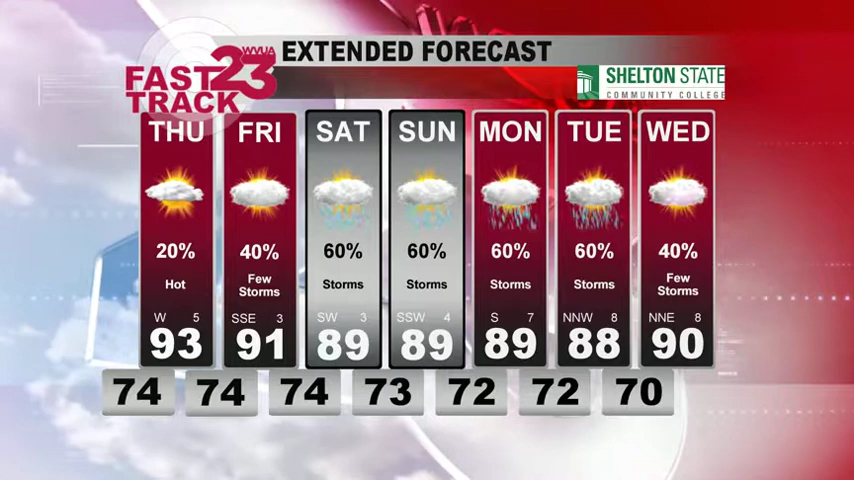 WVUA
23
FAST
TRACK
EXTENDED FORECAST
SHELTON STATE
COMMUNITY COLLEGE
THU FRI SAT SUN MON TUE WED
20% 40% 60% 60% 60% 60% 40%
Hot Few Storms Storms Storms Storms Storms Few Storms
W 5 SSE 3 SW 3 SSW 4 S 7 NNW 8 NNE 8
93 91 89 89 89 88 90
74 74 74 73 72 72 70